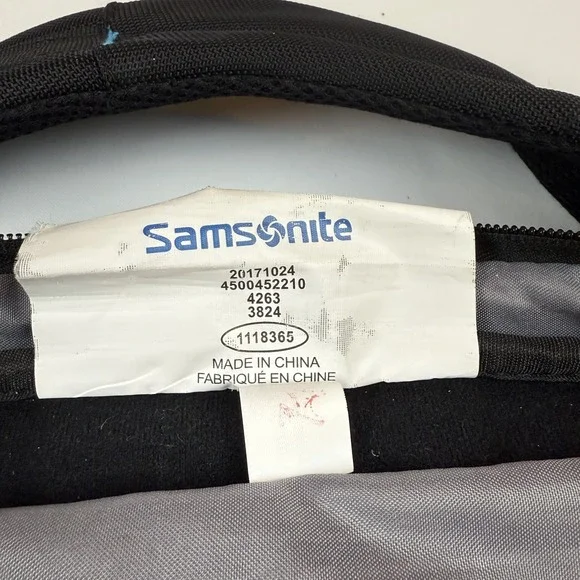 Samsonite
20171024
4500452210
4263
3824
1118365
MADE IN CHINA
FABRIQUÉ EN CHINE